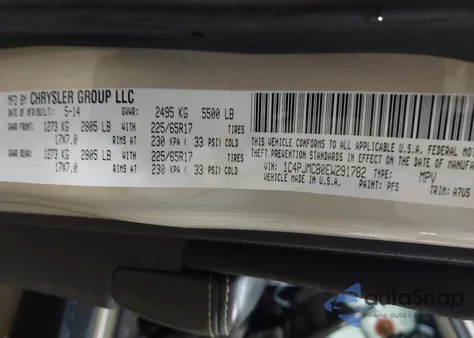 MFD BY CHRYSLER GROUP LLC
DATE OF MFR(BUILT): 5-14 GVWR: 2495 KG 5500 LB
GAWR FRONT: 1273 KG 2805 LB WITH 225/65R17 TIRES
17X7.0 RIMS AT 230 KPA ( 33 PSI) COLD
GAWR REAR: 1273 KG 2805 LB WITH 225/65R17 TIRES
17X7.0 RIMS AT 230 KPA ( 33 PSI) COLD
THIS VEHICLE CONFORMS TO ALL APPLICABLE U.S.A. FEDERAL
THEFT PREVENTION STANDARDS IN EFFECT ON THE DATE OF
VIN: 1C4PJMCB0EW291782 TYPE: MPV
VEHICLE MADE IN U.S.A. PAINT: PFS TRIM: A7U5
autoSnap